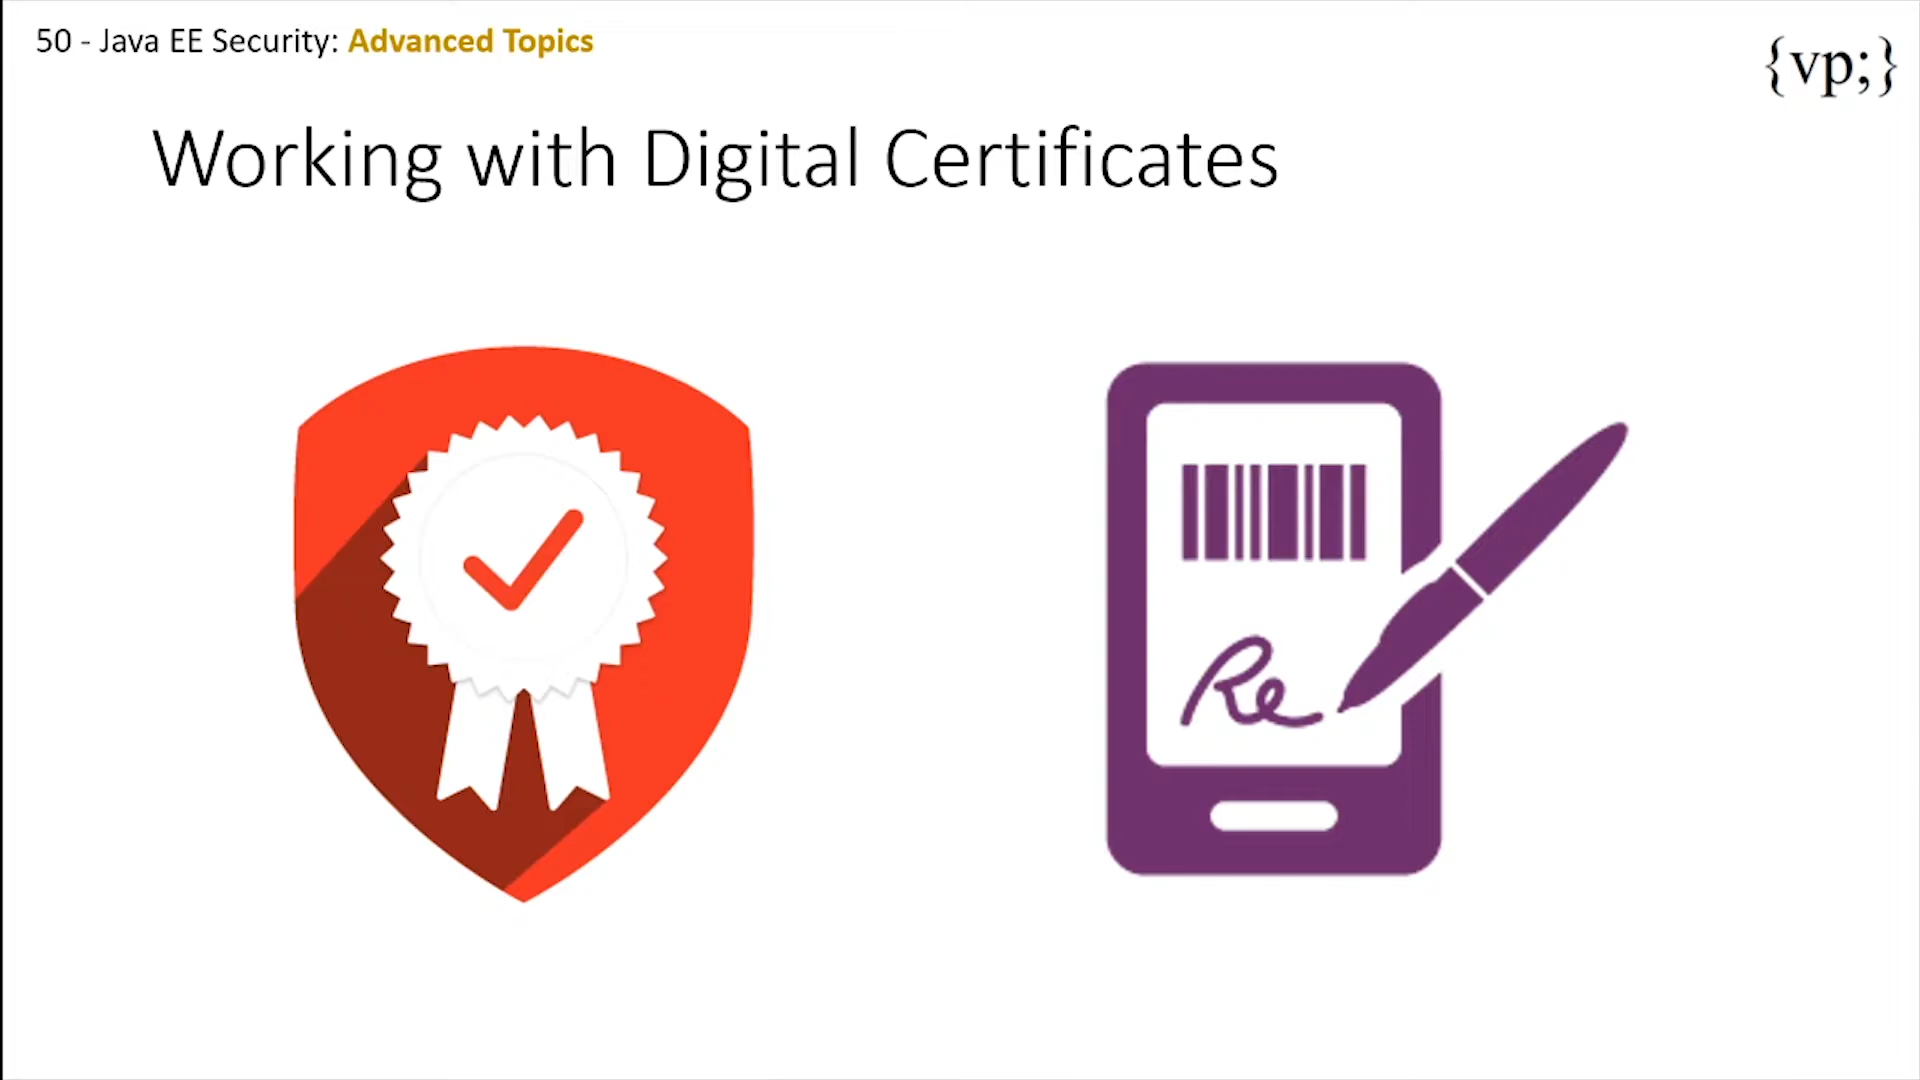 50 - Java EE Security: Advanced Topics
{vp;}
Working with Digital Certificates
Re